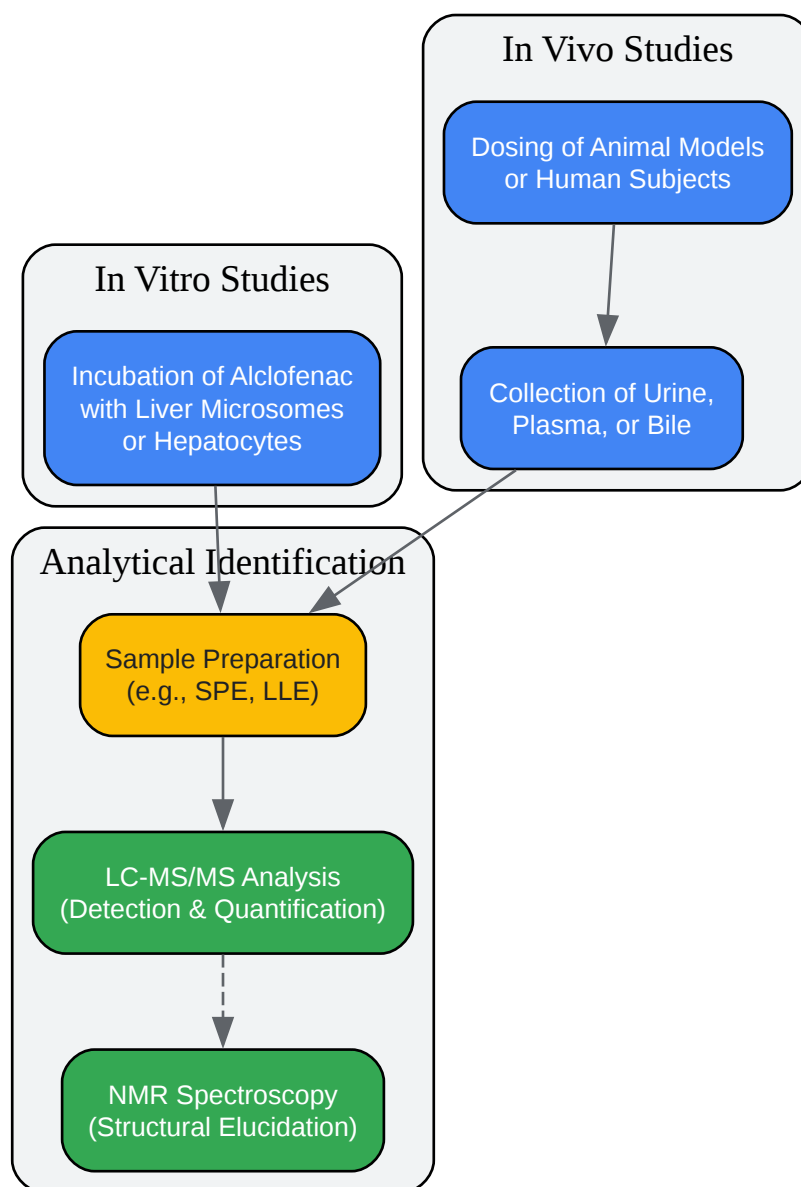 In Vivo Studies
Dosing of Animal Models
or Human Subjects
Collection of Urine,
Plasma, or Bile
In Vitro Studies
Incubation of Alclofenac
with Liver Microsomes
or Hepatocytes
Analytical Identification
Sample Preparation
(e.g., SPE, LLE)
LC-MS/MS Analysis
(Detection & Quantification)
NMR Spectroscopy
(Structural Elucidation)